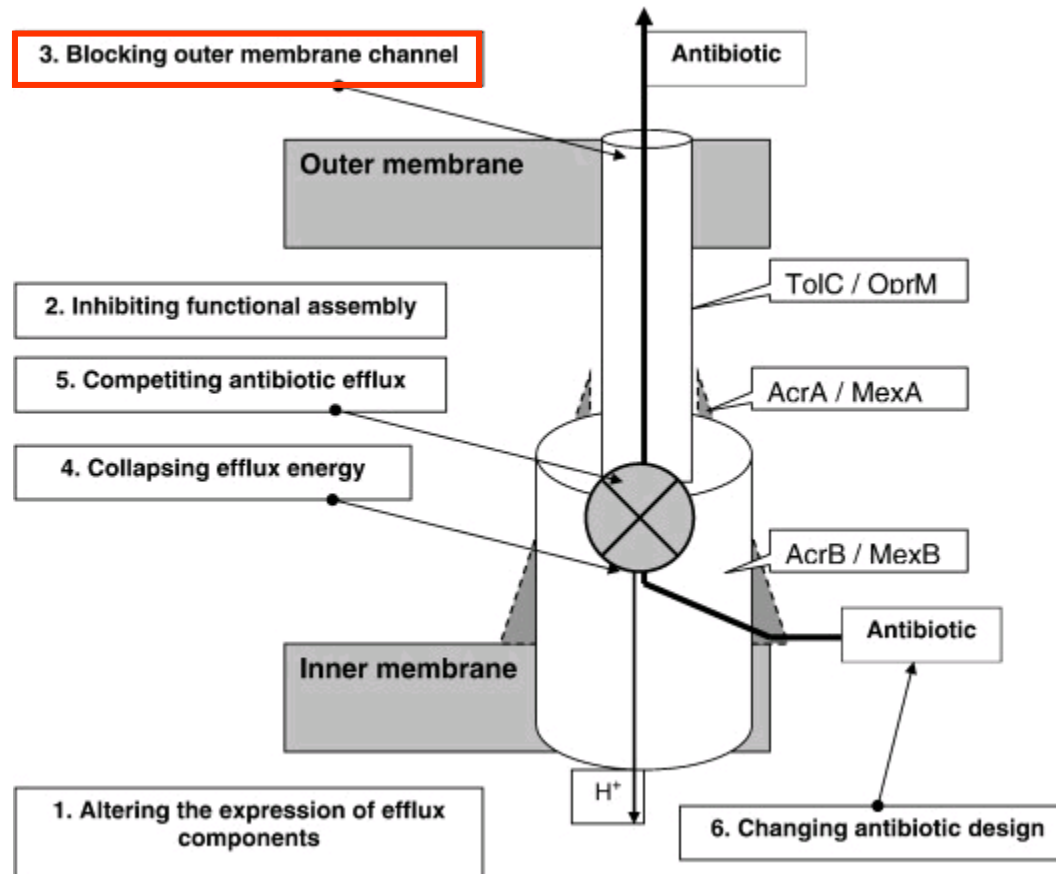 3. Blocking outer membrane channel
Antibiotic
Outer membrane
TolC / OprM
2. Inhibiting functional assembly
5. Competiting antibiotic efflux
AcrA / MexA
4. Collapsing efflux energy
AcrB / MexB
Antibiotic
Inner membrane
H⁺
1. Altering the expression of efflux
components
6. Changing antibiotic design